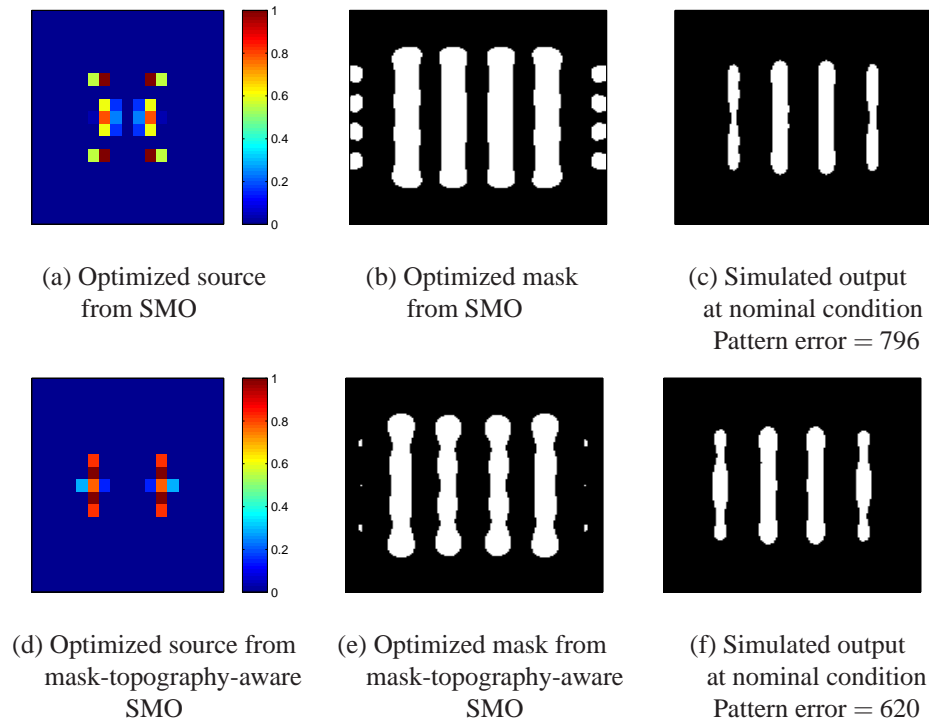 1
0.8
0.6
0.4
0.2
0
(a) Optimized source
from SMO
(b) Optimized mask
from SMO
(c) Simulated output
at nominal condition
Pattern error = 796
1
0.8
0.6
0.4
0.2
0
(d) Optimized source from
mask-topography-aware
SMO
(e) Optimized mask from
mask-topography-aware
SMO
(f) Simulated output
at nominal condition
Pattern error = 620